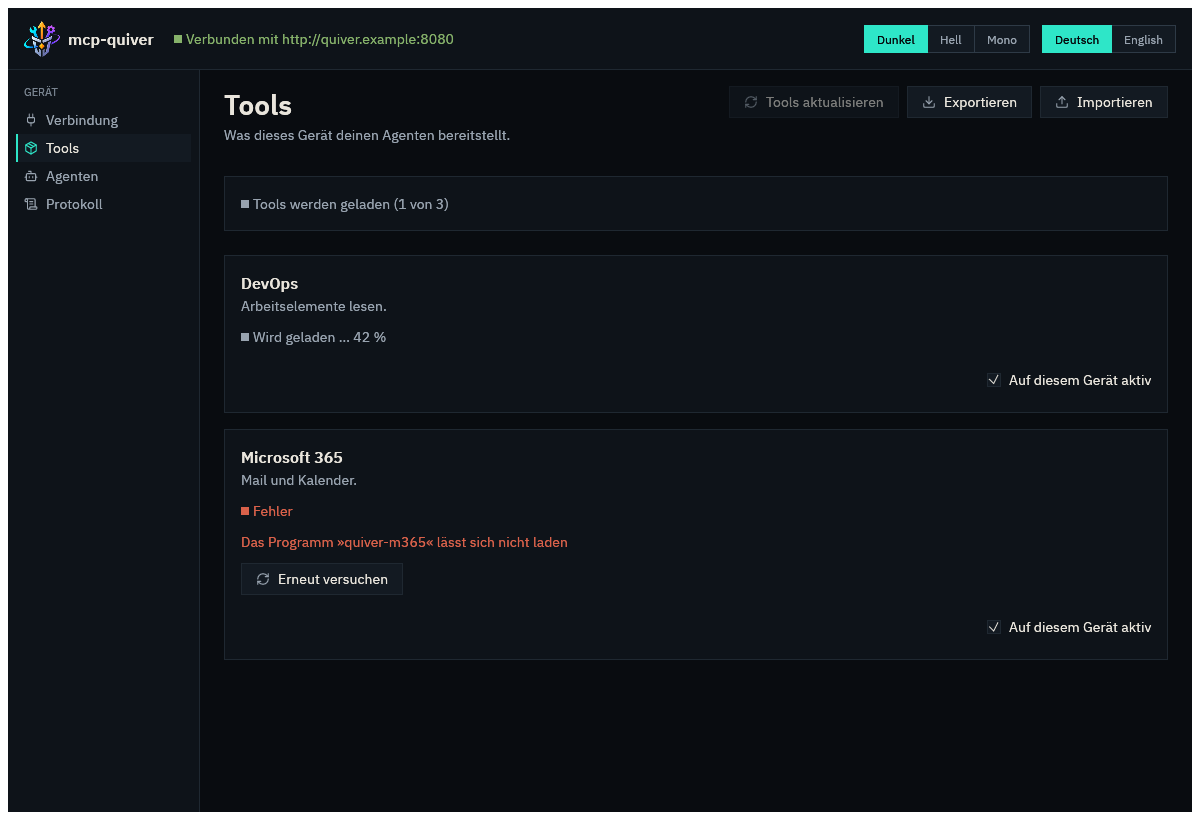 mcp-quiver
Verbunden mit http://quiver.example:8080
Dunkel
Hell
Mono
Deutsch
English
GERÄT
Verbindung
Tools
Agenten
Protokoll
Tools
Tools aktualisieren
Exportieren
Importieren
Was dieses Gerät deinen Agenten bereitstellt.
Tools werden geladen (1 von 3)
DevOps
Arbeitselemente lesen.
Wird geladen … 42 %
Auf diesem Gerät aktiv
Microsoft 365
Mail und Kalender.
Fehler
Das Programm »quiver-m365« lässt sich nicht laden
Erneut versuchen
Auf diesem Gerät aktiv